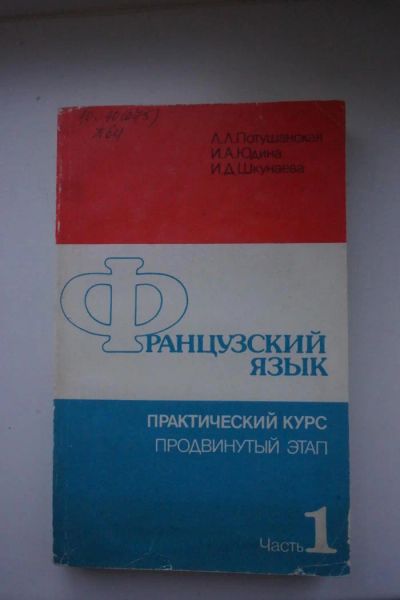 Л.Л.Потушанская
И.А.Юдина
И.Д.Шкунаева
ФРАНЦУЗСКИЙ
ЯЗЫК
ПРАКТИЧЕСКИЙ КУРС
ПРОДВИНУТЫЙ ЭТАП
Часть 1